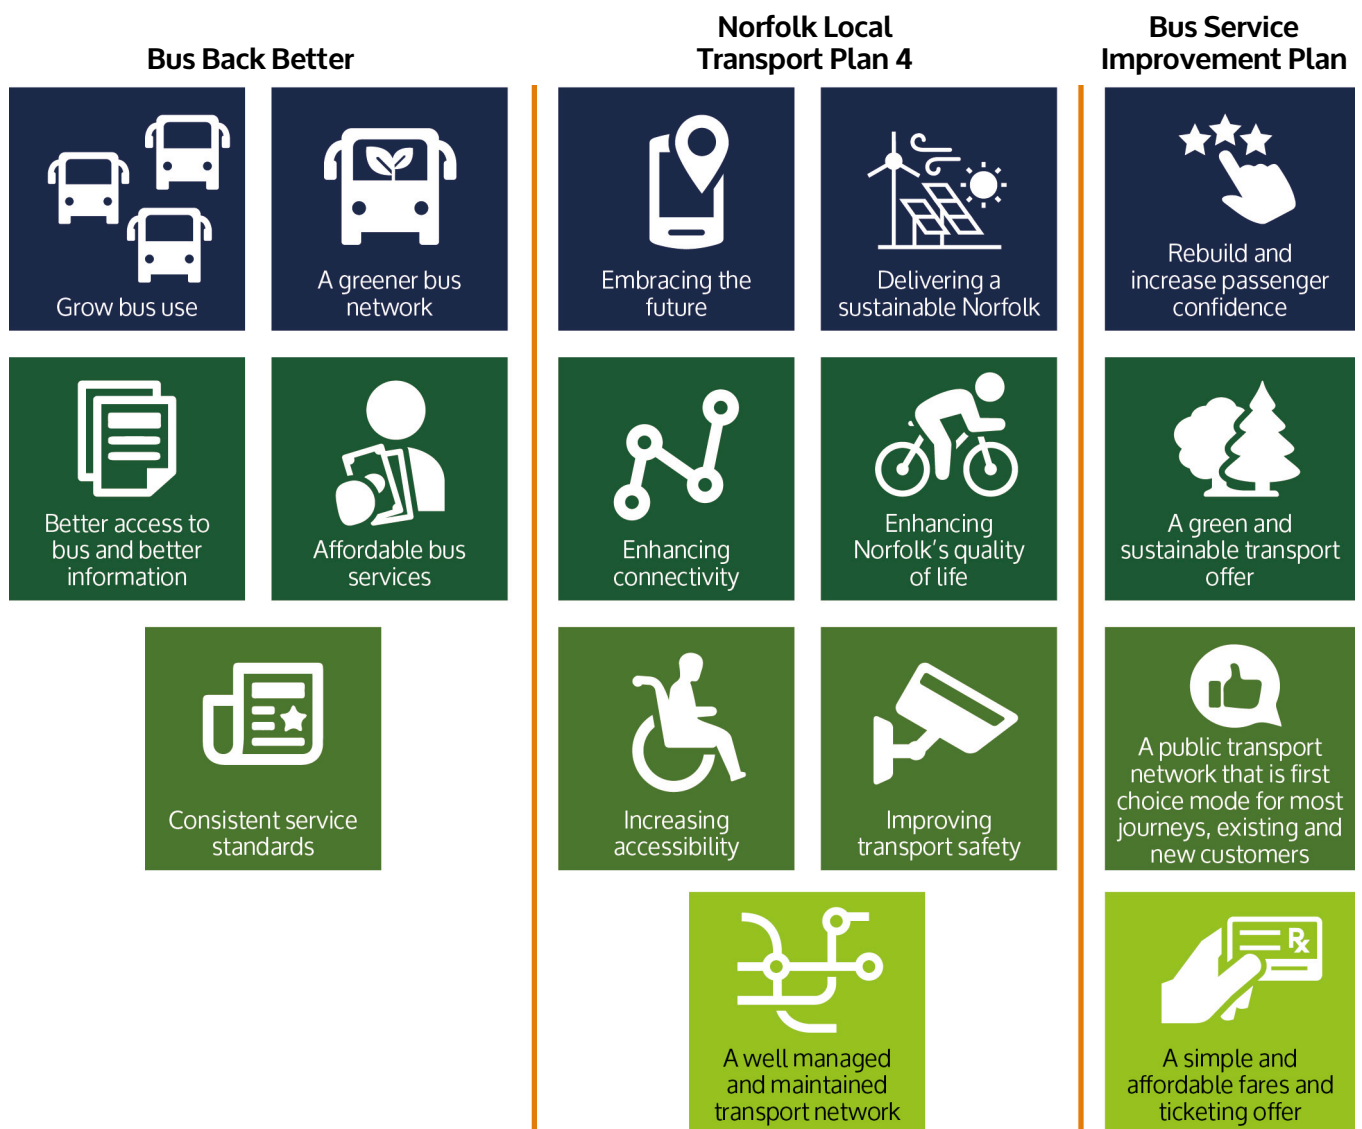 Bus Back Better
Norfolk Local
Transport Plan 4
Bus Service
Improvement Plan
Grow bus use
A greener bus
network
Embracing the
future
Delivering a
sustainable Norfolk
Rebuild and
increase passenger
confidence
Better access to
bus and better
information
Affordable bus
services
Enhancing
connectivity
Enhancing
Norfolk's quality
of life
A green and
sustainable transport
offer
Consistent service
standards
Increasing
accessibility
Improving
transport safety
A public transport
network that is first
choice mode for most
journeys, existing and
new customers
A well managed
and maintained
transport network
Rx
A simple and
affordable fares and
ticketing offer